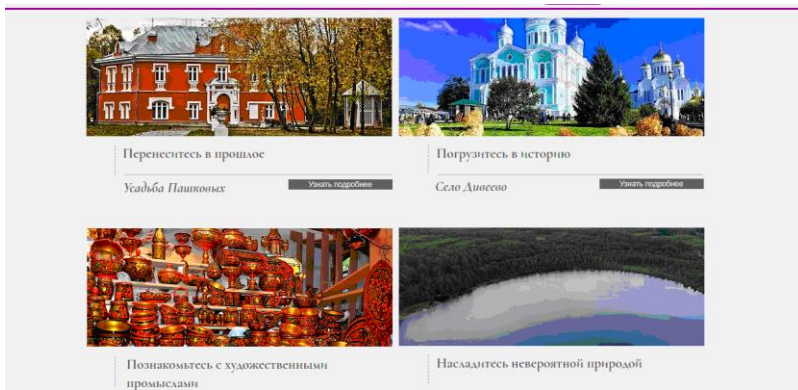 Перенеситесь в прошлое
Погрузитесь в историю
Усадьба Пашковых
Узнать подробнее
Село Дивеево
Узнать подробнее
Познакомьтесь с художественными
промыслами
Насладитесь невероятной природой